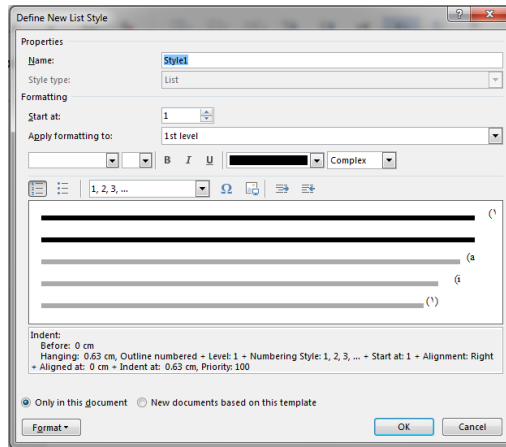 Define New List Style
Properties
Name: Style1
Style type: List
Formatting
Start at: 1
Apply formatting to: 1st level
B I U Complex
1, 2, 3, ... Ω
(١
(a
(i
(١)
Indent:
Before: 0 cm
Hanging: 0.63 cm, Outline numbered + Level: 1 + Numbering Style: 1, 2, 3, ... + Start at: 1 + Alignment: Right
+ Aligned at: 0 cm + Indent at: 0.63 cm, Priority: 100
Only in this document New documents based on this template
Format OK Cancel